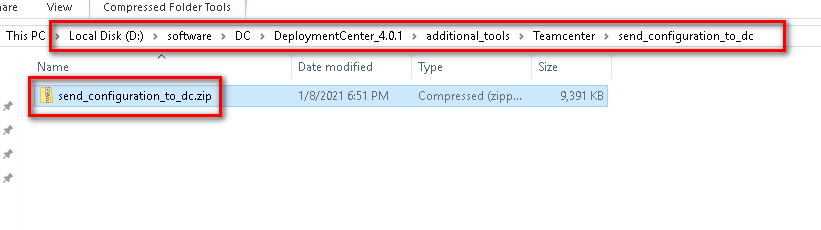 hare View Compressed Folder Tools
This PC > Local Disk (D:) > software > DC > DeploymentCenter_4.0.1 > additional_tools > Teamcenter > send_configuration_to_dc
Name Date modified Type Size
send_configuration_to_dc.zip 1/8/2021 6:51 PM Compressed (zipp... 9,391 KB